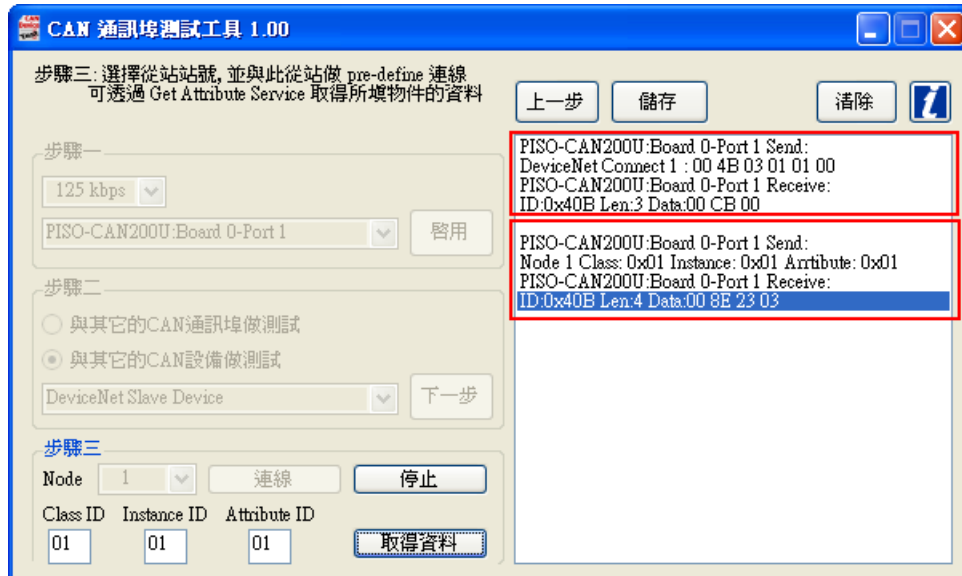 CAN 通訊埠測試工具 1.00
步驟三: 選擇從站站號, 並與此從站做 pre-define 連線
可透過 Get Attribute Service 取得所填物件的資料
上一步
儲存
清除
步驟一
125 kbps
PISO-CAN200U:Board 0-Port 1
啟用
步驟二
與其它的CAN通訊埠做測試
與其它的CAN設備做測試
DeviceNet Slave Device
下一步
步驟三
Node 1 連線 停止
Class ID Instance ID Attribute ID
01 01 01 取得資料
PISO-CAN200U:Board 0-Port 1 Send:
DeviceNet Connect 1 : 00 4B 03 01 01 00
PISO-CAN200U:Board 0-Port 1 Receive:
ID:0x40B Len:3 Data:00 CB 00
PISO-CAN200U:Board 0-Port 1 Send:
Node 1 Class: 0x01 Instance: 0x01 Arrtibute: 0x01
PISO-CAN200U:Board 0-Port 1 Receive:
ID:0x40B Len:4 Data:00 8E 23 03